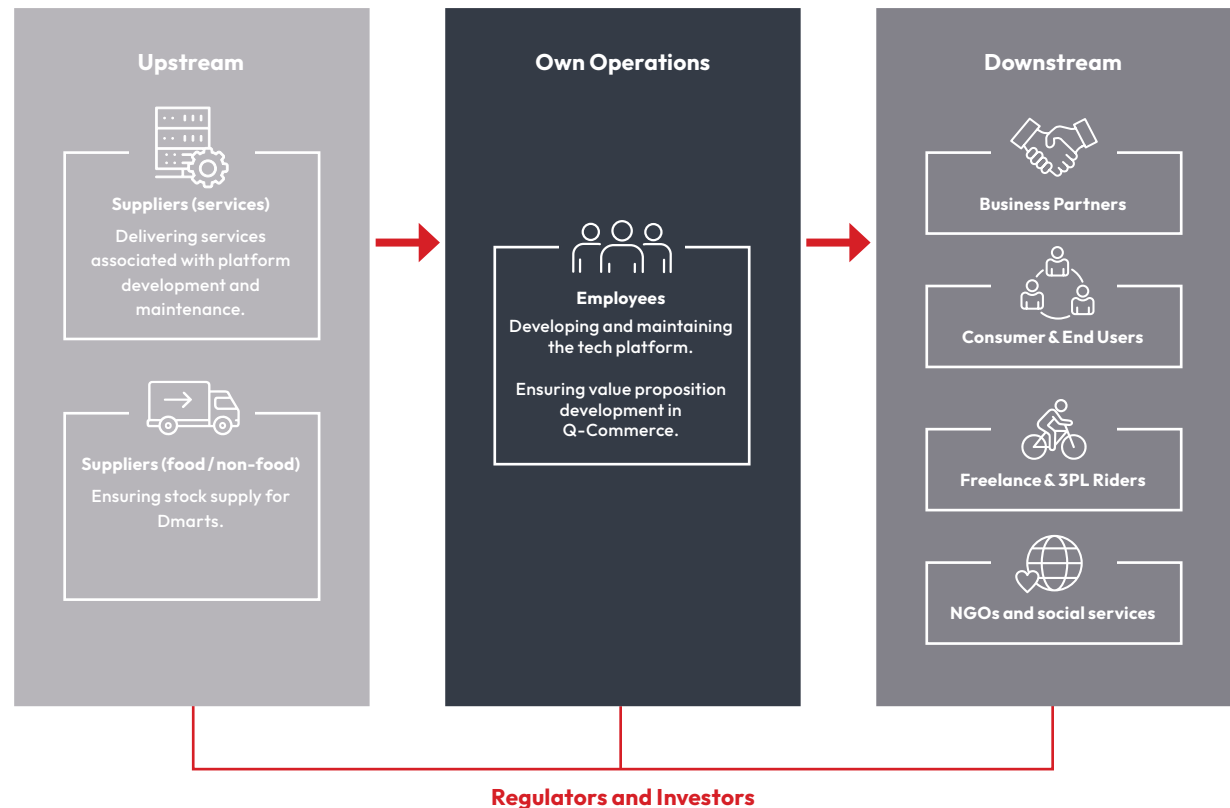 Upstream
Suppliers (services)
Delivering services
associated with platform
development and
maintenance.
Suppliers (food / non-food)
Ensuring stock supply for
Dmarts.
Own Operations
Employees
Developing and maintaining
the tech platform.
Ensuring value proposition
development in
Q-Commerce.
Downstream
Business Partners
Consumer & End Users
Freelance & 3PL Riders
NGOs and social services
Regulators and Investors